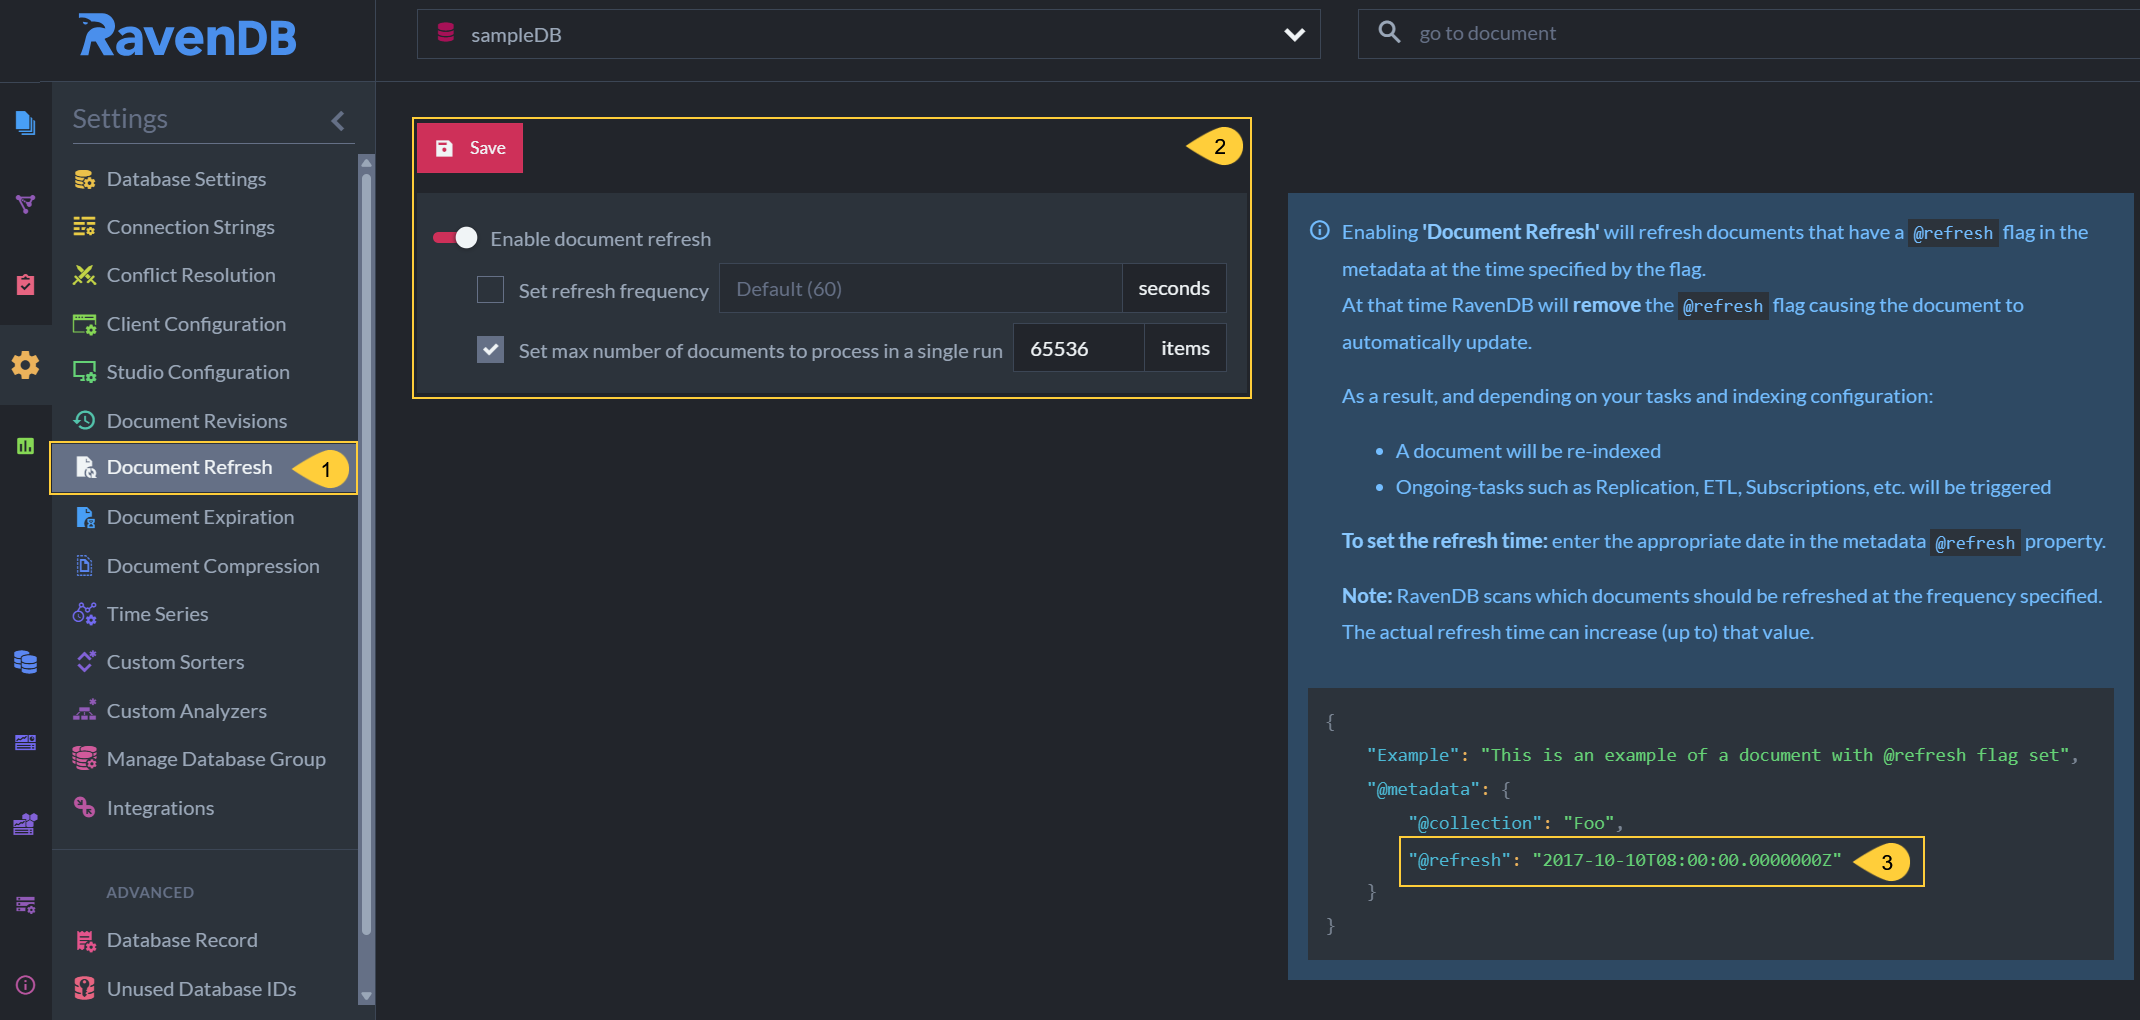 RavenDB
sampleDB
go to document
Settings
Database Settings
Connection Strings
Conflict Resolution
Client Configuration
Studio Configuration
Document Revisions
Document Refresh
1
Document Expiration
Document Compression
Time Series
Custom Sorters
Custom Analyzers
Manage Database Group
Integrations
ADVANCED
Database Record
Unused Database IDs
Save
2
Enable document refresh
Set refresh frequency Default (60) seconds
Set max number of documents to process in a single run 65536 items
Enabling 'Document Refresh' will refresh documents that have a @refresh flag in the
metadata at the time specified by the flag.
At that time RavenDB will remove the @refresh flag causing the document to
automatically update.
As a result, and depending on your tasks and indexing configuration:
• A document will be re-indexed
• Ongoing-tasks such as Replication, ETL, Subscriptions, etc. will be triggered
To set the refresh time: enter the appropriate date in the metadata @refresh property.
Note: RavenDB scans which documents should be refreshed at the frequency specified.
The actual refresh time can increase (up to) that value.
{
"Example": "This is an example of a document with @refresh flag set",
"@metadata": {
"@collection": "Foo",
"@refresh": "2017-10-10T08:00:00.0000000Z"
3
}
}